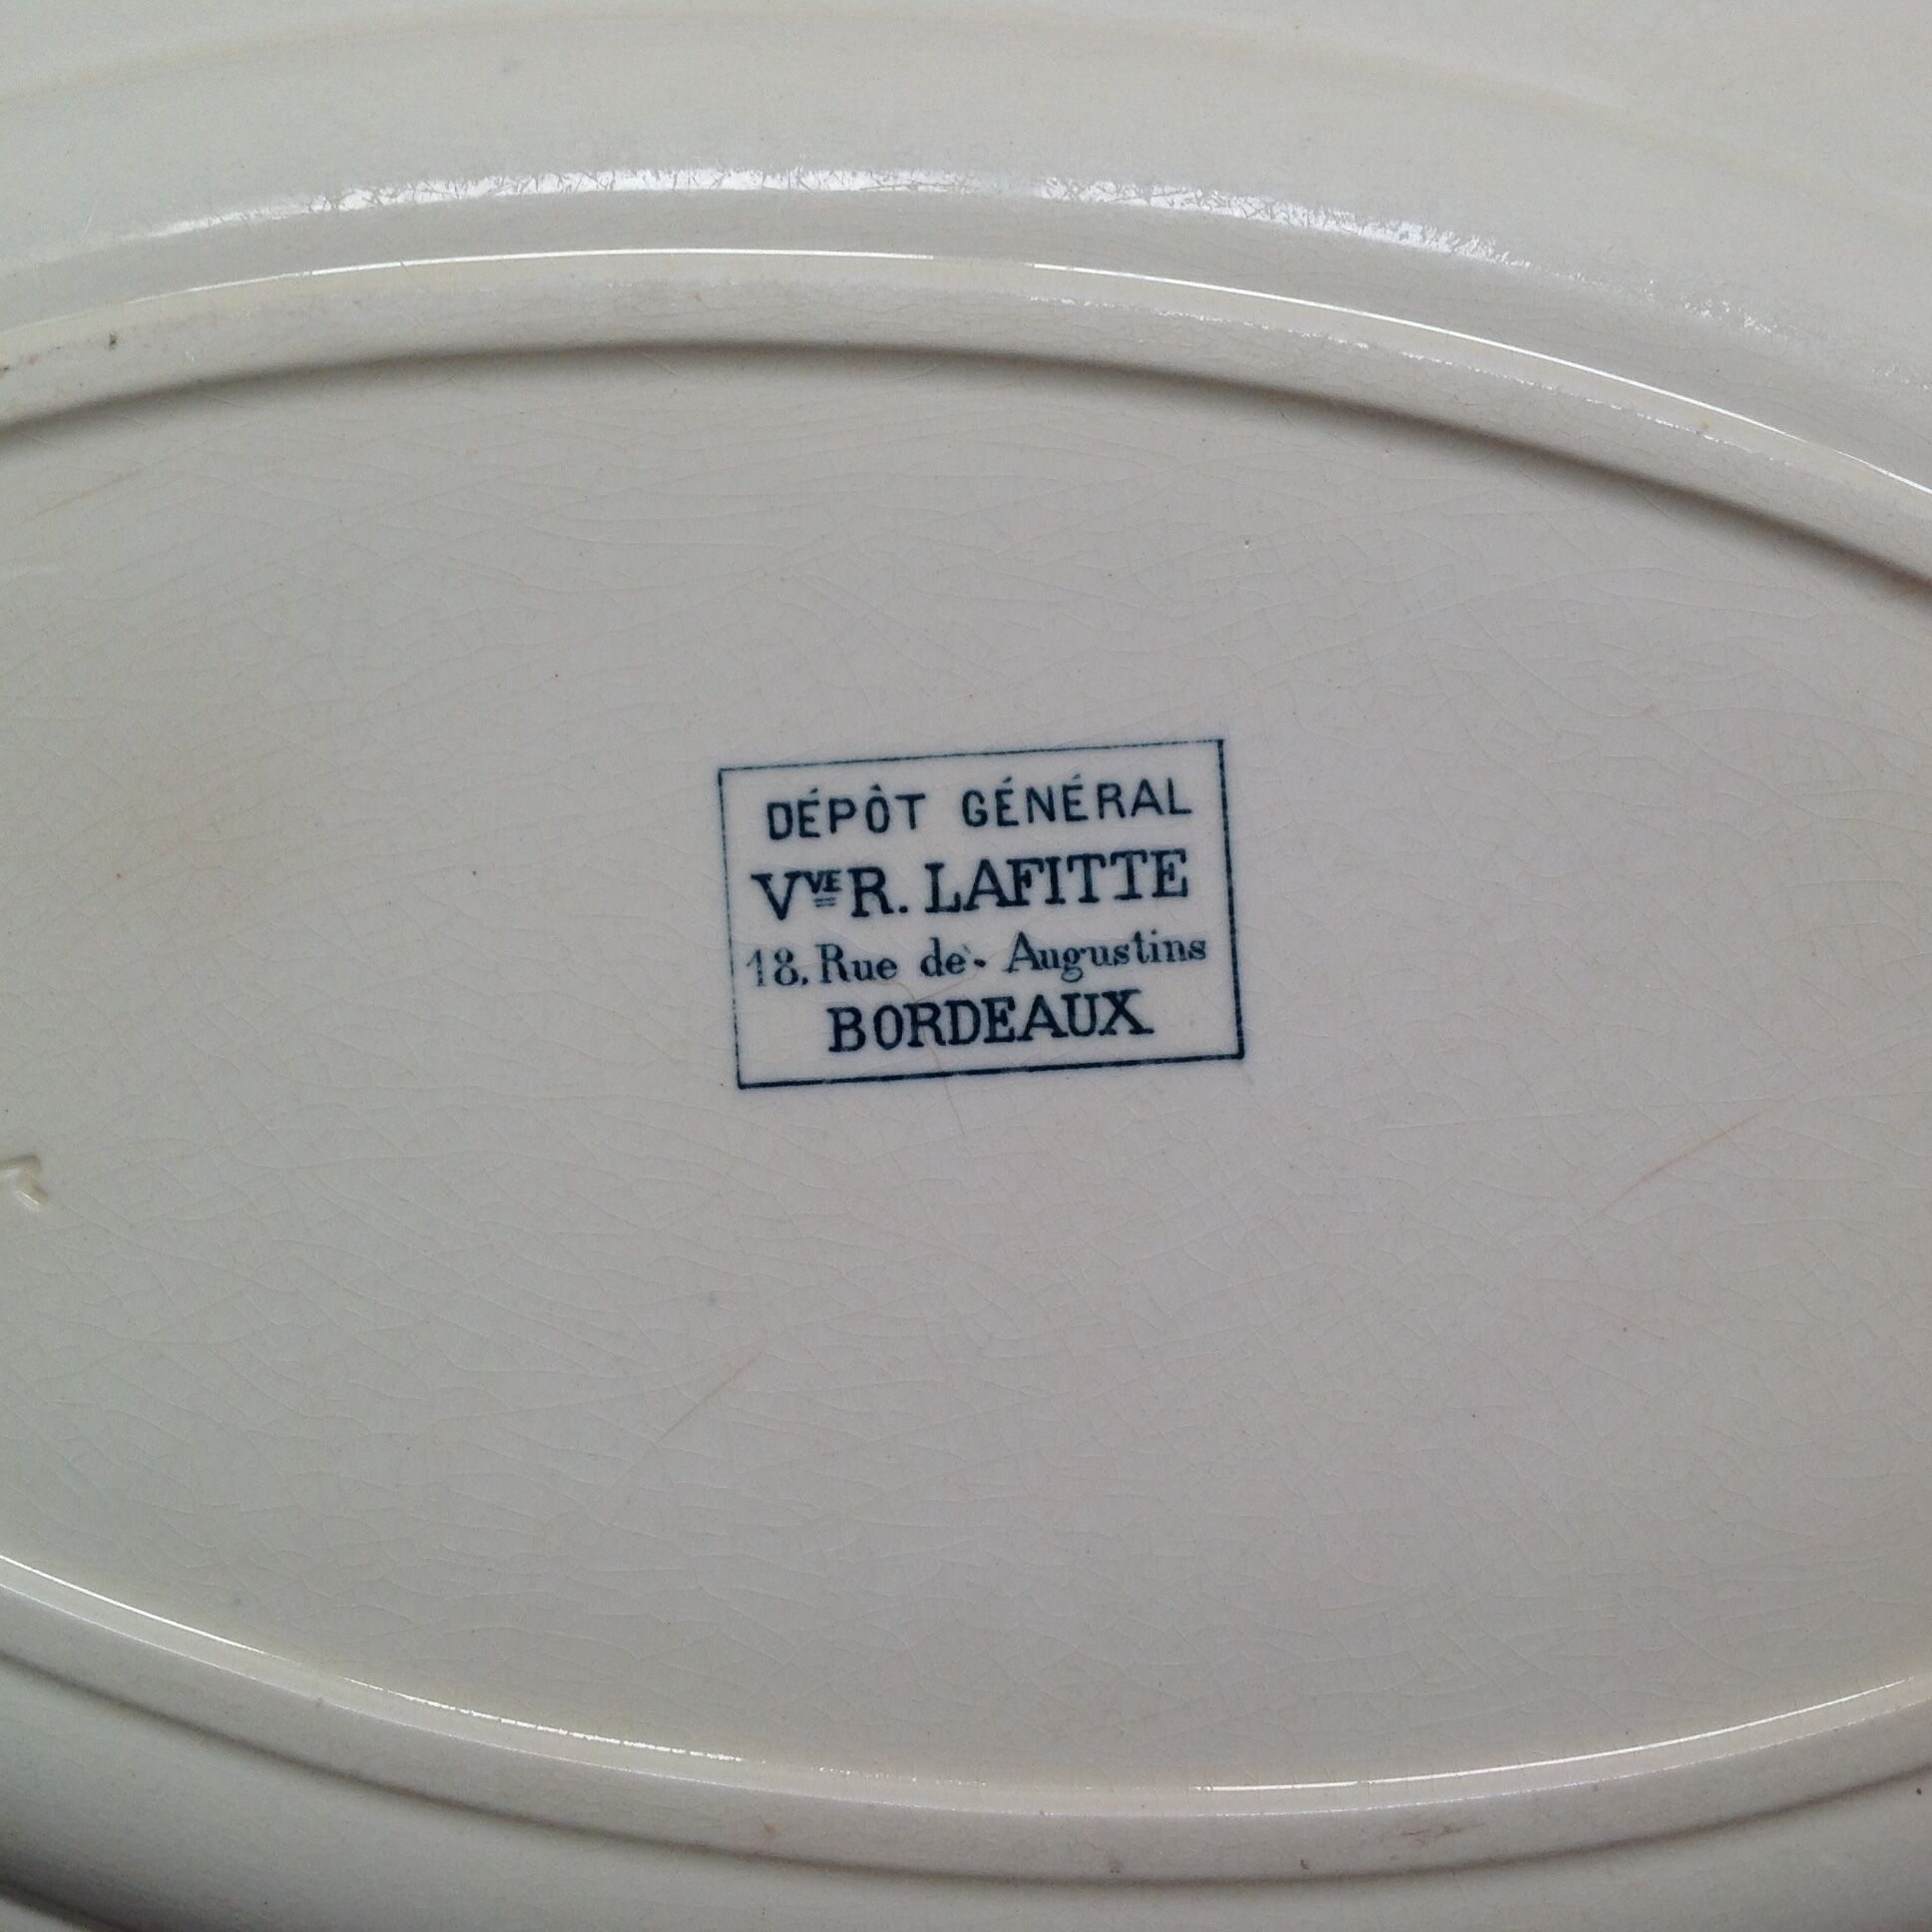 DÉPÔT GÉNÉRAL
VVE R. LAFITTE
18, Rue des Augustins
BORDEAUX